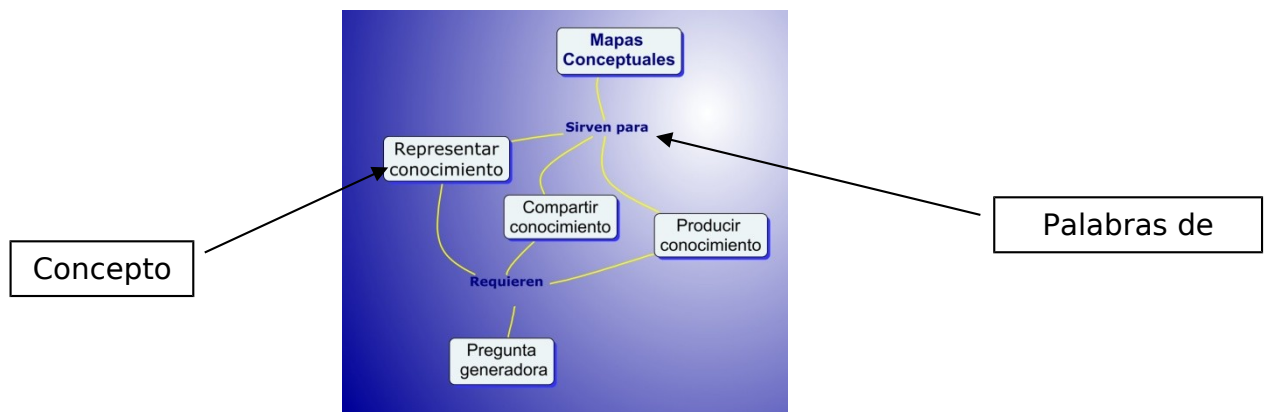 Mapas
Conceptuales
Sirven para
Representar
conocimiento
Compartir
conocimiento
Producir
conocimiento
Requieren
Pregunta
generadora
Concepto
Palabras de